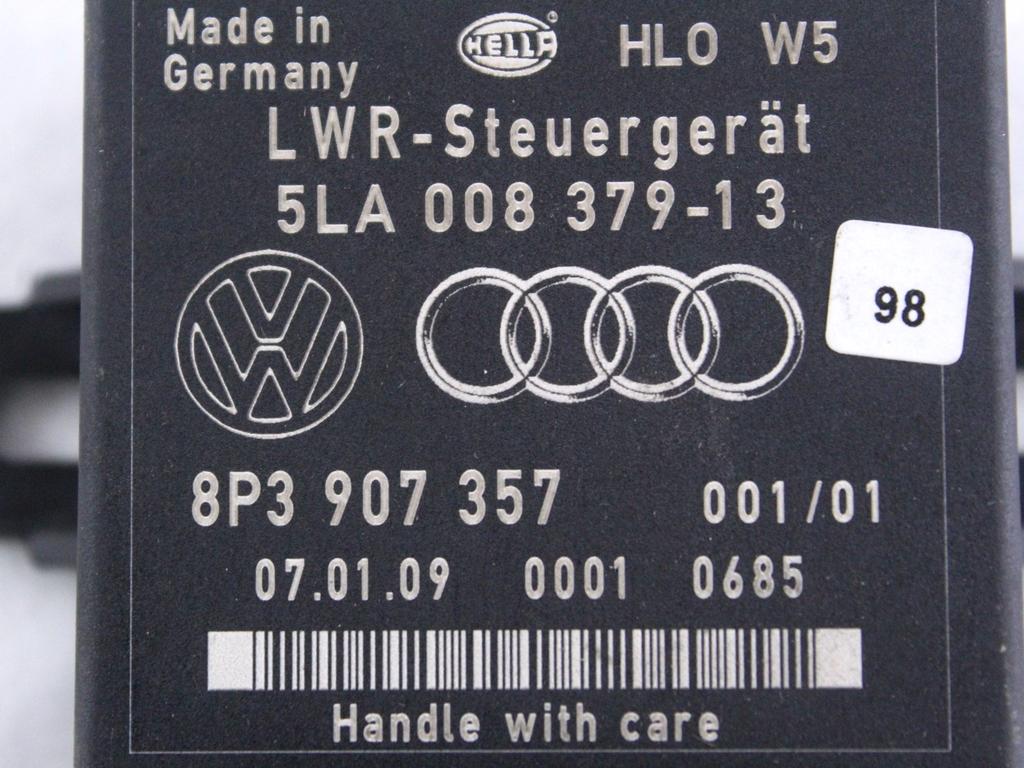 Made in HELLA HLO W5
Germany
LWR-Steuergerät
5LA 008 379-13
98
8P3 907 357 001/01
07.01.09 0001 0685
Handle with care